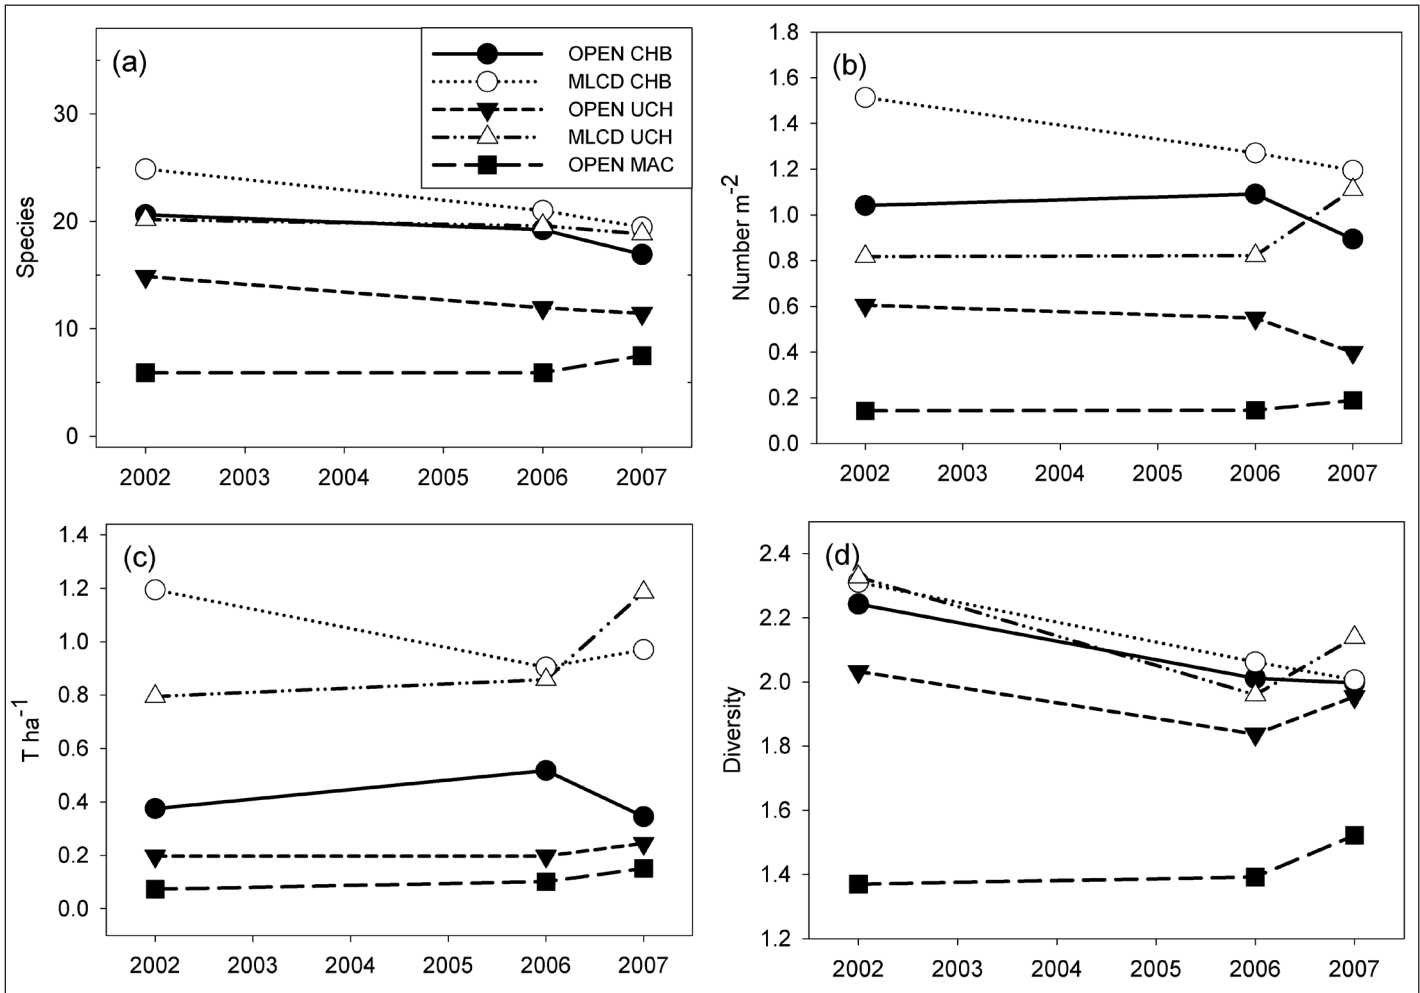 (a)
OPEN CHB
MLCD CHB
OPEN UCH
MLCD UCH
OPEN MAC
Species
30
20
10
0
2002 2003 2004 2005 2006 2007
(b)
Number m-2
1.8
1.6
1.4
1.2
1.0
0.8
0.6
0.4
0.2
0.0
2002 2003 2004 2005 2006 2007
(c)
T ha-1
1.4
1.2
1.0
0.8
0.6
0.4
0.2
0.0
2002 2003 2004 2005 2006 2007
(d)
Diversity
2.4
2.2
2.0
1.8
1.6
1.4
1.2
2002 2003 2004 2005 2006 2007